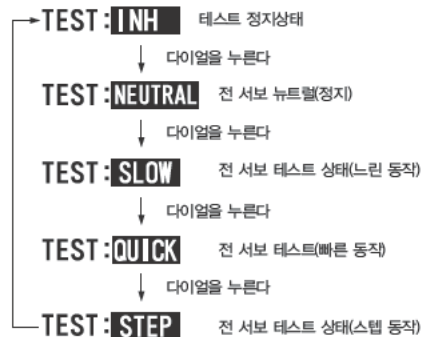 TEST:INH 테스트 정지상태
다이얼을 누른다
TEST:NEUTRAL 전 서보 뉴트럴(정지)
다이얼을 누른다
TEST:SLOW 전 서보 테스트 상태(느린 동작)
다이얼을 누른다
TEST:QUICK 전 서보 테스트(빠른 동작)
다이얼을 누른다
TEST:STEP 전 서보 테스트 상태(스텝 동작)